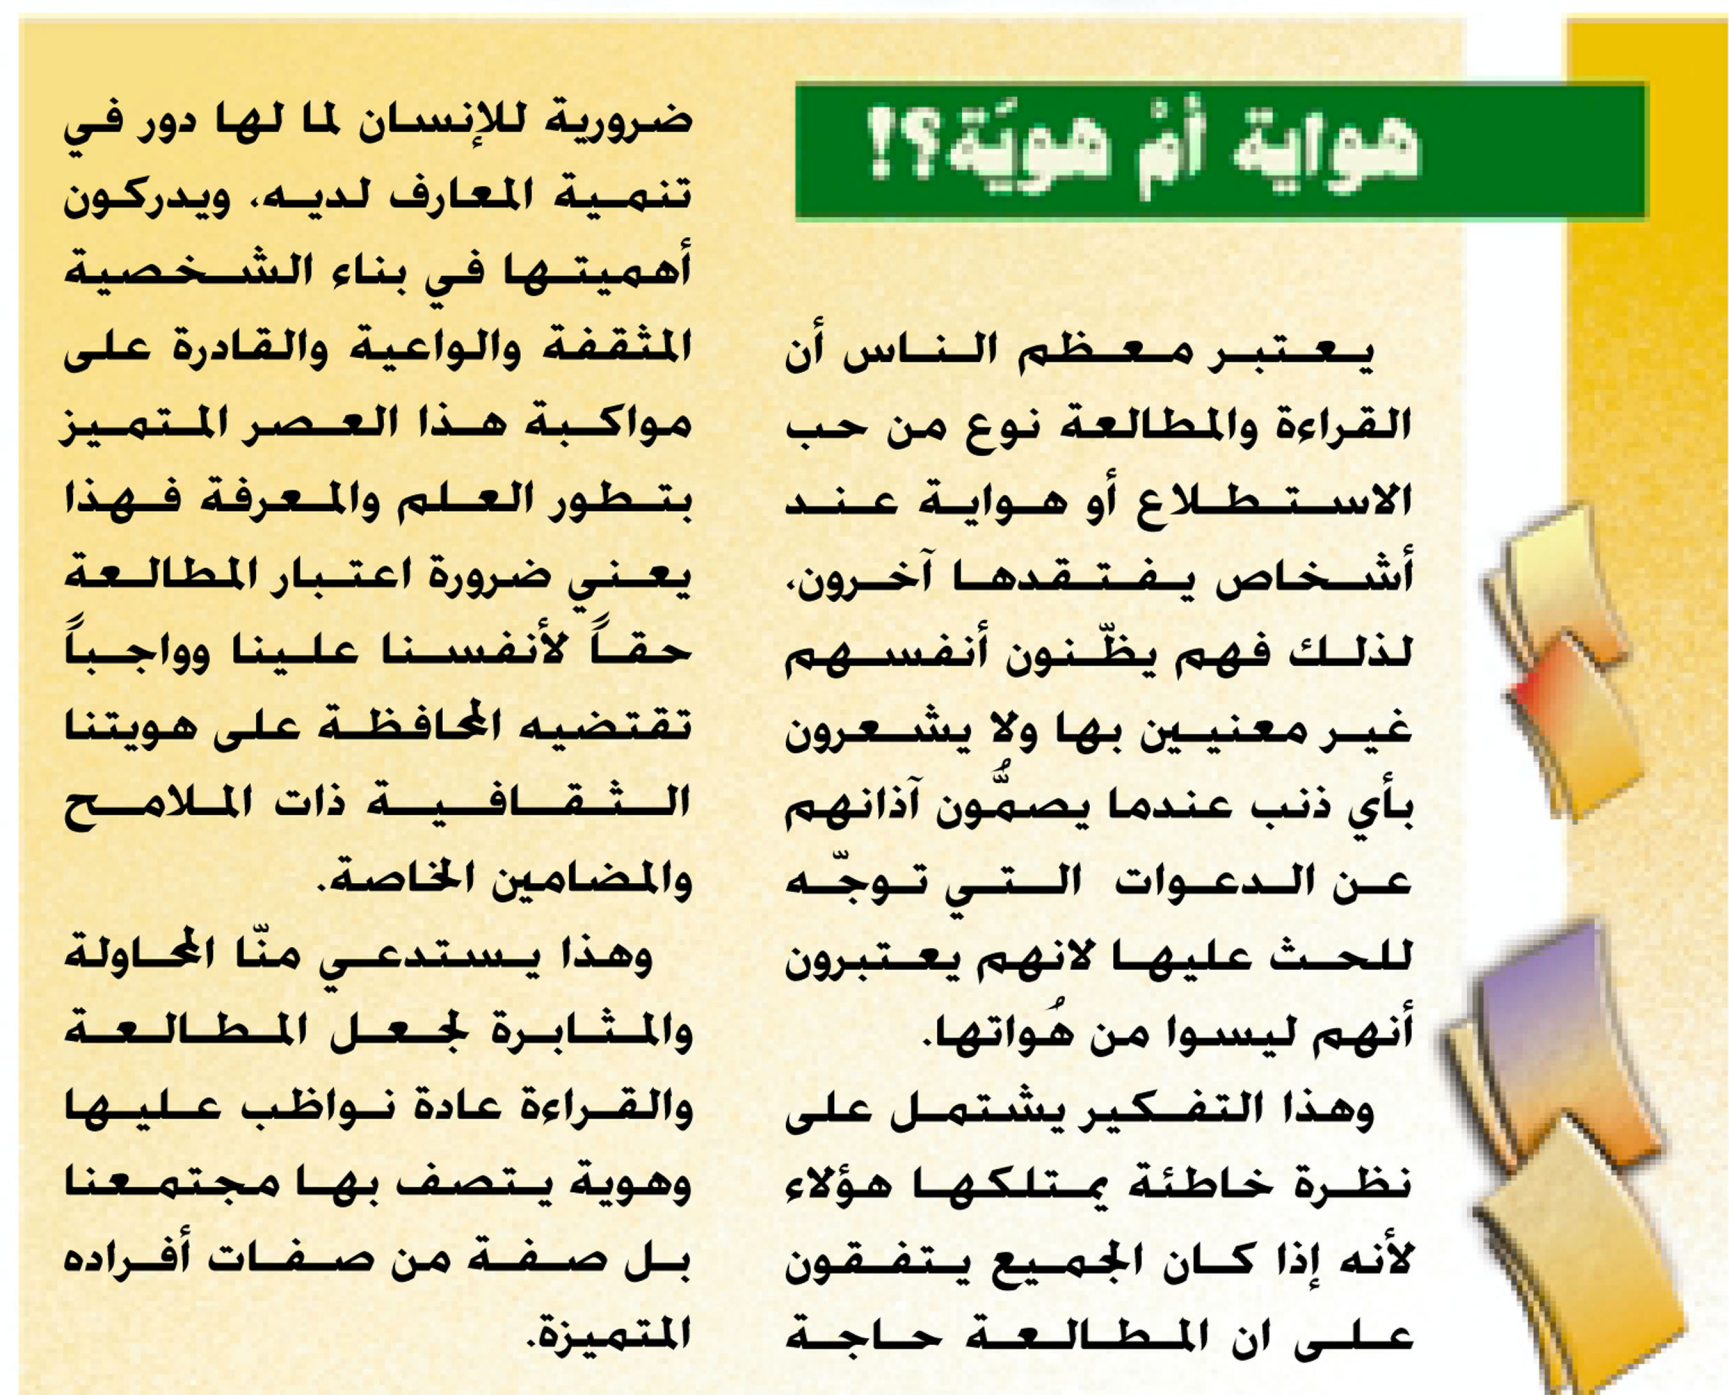 هواية أمْ هويَة؟!
يعتبر معظم الناس أن
القراءة والمطالعة نوع من حب
الاستطلاع أو هواية عند
أشخاص يفتقدها آخرون،
لذلك فهم يظّنون أنفسهم
غير معنيين بها ولا يشعرون
بأي ذنب عندما يصمُّون آذانهم
عن الدعوات التي توجّه
للحث عليها لانهم يعتبرون
أنهم ليسوا من هُواتها.
وهذا التفكير يشتمل على
نظرة خاطئة يمتلكها هؤلاء
لأنه إذا كان الجميع يتفقون
على ان المطالعة حاجة
ضرورية للإنسان لما لها دور في
تنمية المعارف لديه، ويدركون
أهميتها في بناء الشخصية
المثقفة والواعية والقادرة على
مواكبة هذا العصر المتميز
بتطور العلم والمعرفة فهذا
يعني ضرورة اعتبار المطالعة
حقاً لأنفسنا علينا وواجباً
تقتضيه المحافظة على هويتنا
الثقافية ذات الملامح
والمضامين الخاصة.
وهذا يستدعي منّا المحاولة
والمثابرة لجعل المطالعة
والقراءة عادة نواظب عليها
وهوية يتصف بها مجتمعنا
بل صفة من صفات أفراده
المتميزة.